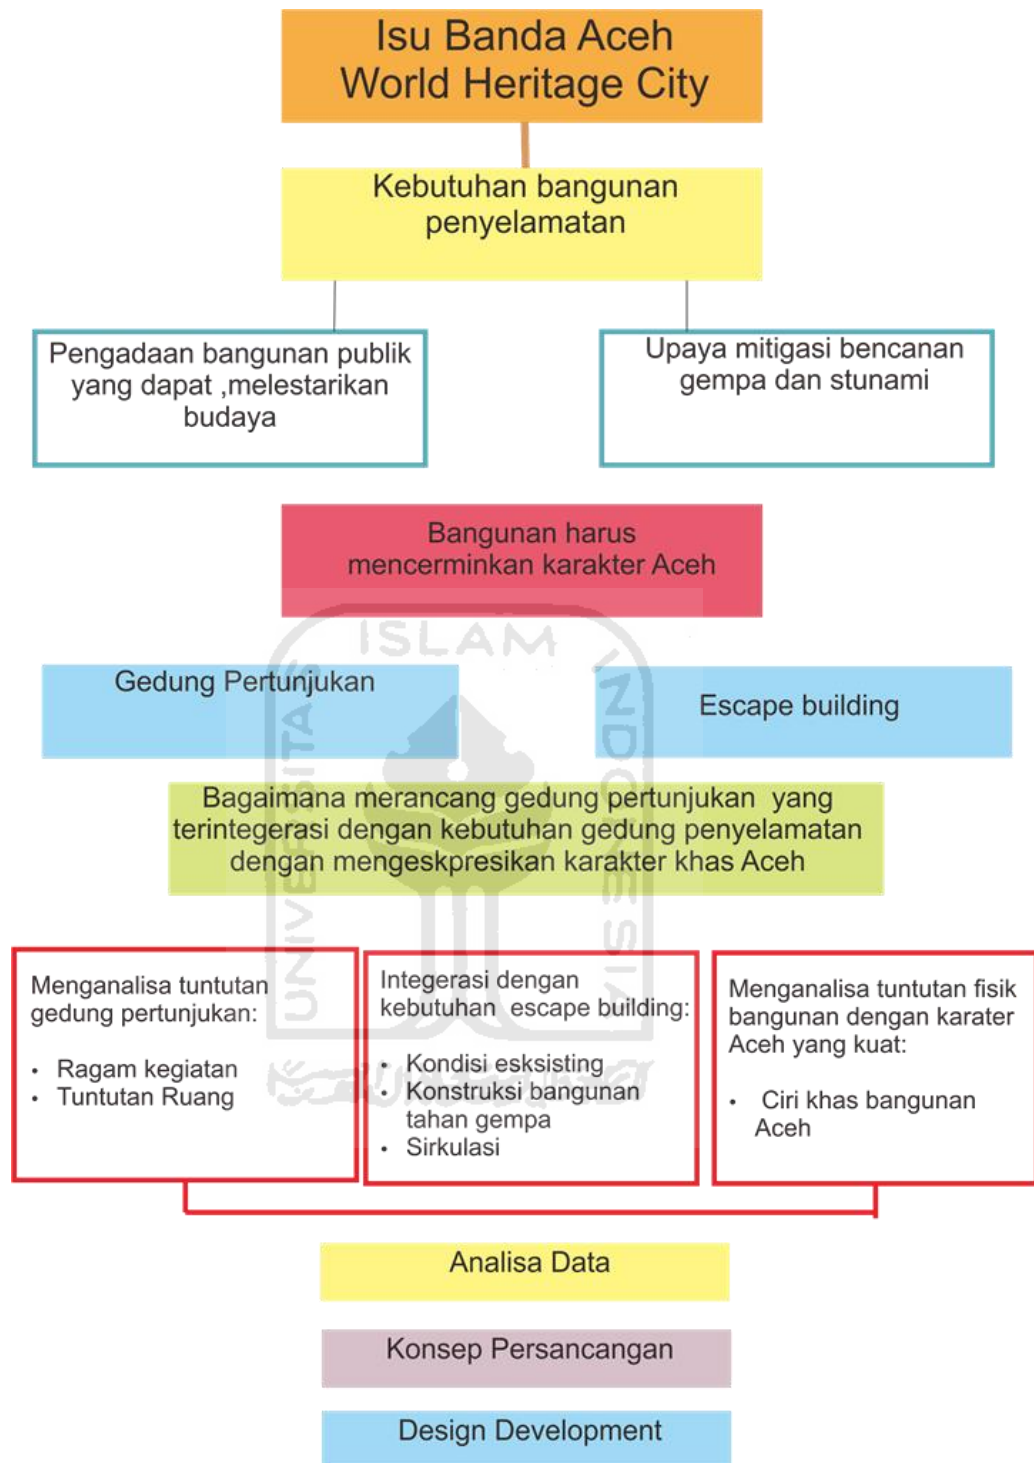 Isu Banda Aceh
World Heritage City
Kebutuhan bangunan
penyelamatan
Pengadaan bangunan publik
yang dapat ,melestarikan
budaya
Upaya mitigasi bencanan
gempa dan stunami
Bangunan harus
mencerminkan karakter Aceh
Gedung Pertunjukan
Escape building
Bagaimana merancang gedung pertunjukan yang
terintegerasi dengan kebutuhan gedung penyelamatan
dengan mengeskpresikan karakter khas Aceh
Menganalisa tuntutan
gedung pertunjukan:
• Ragam kegiatan
• Tuntutan Ruang
Integerasi dengan
kebutuhan escape building:
• Kondisi esksisting
• Konstruksi bangunan
tahan gempa
• Sirkulasi
Menganalisa tuntutan fisik
bangunan dengan karater
Aceh yang kuat:
• Ciri khas bangunan
Aceh
Analisa Data
Konsep Persancangan
Design Development
UNIVERSITAS
ISLAM
INDONESIA